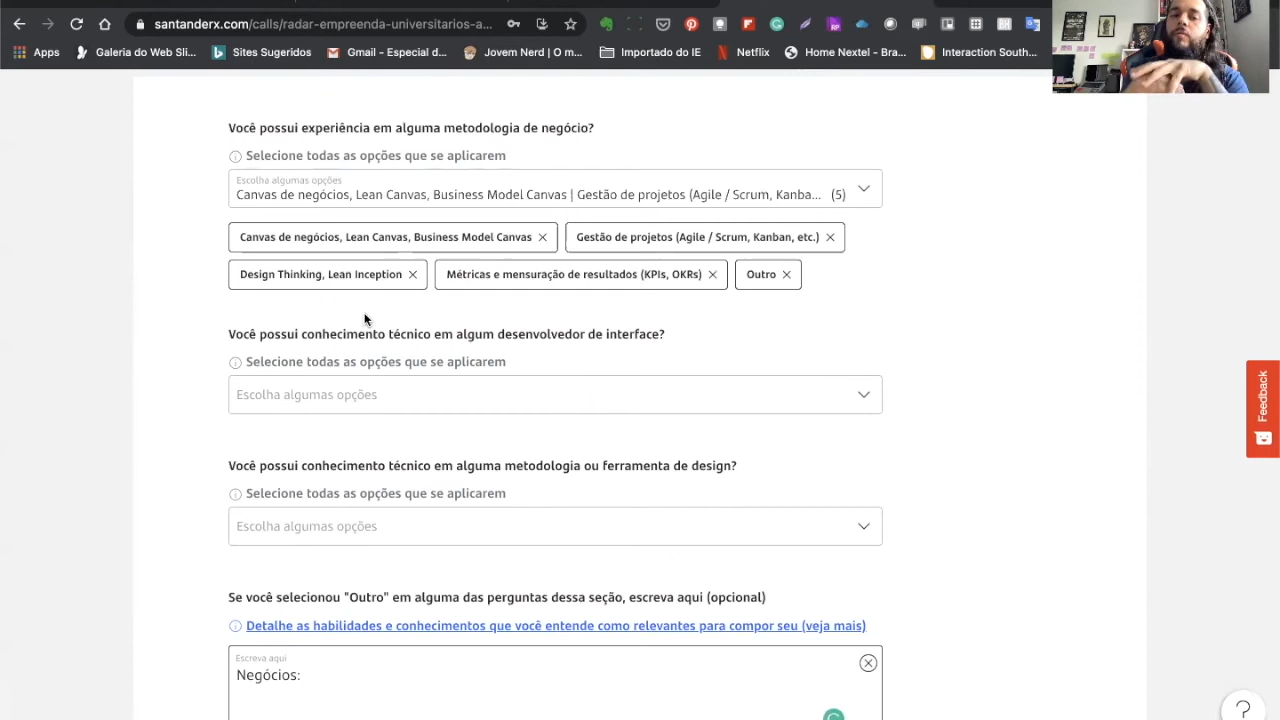 santanderx.com/calls/radar-empreenda-universitarios-a...
Apps
Galeria do Web Sli...
Sites Sugeridos
Gmail - Especial d...
Jovem Nerd | O m...
Importado do IE
Netflix
Home Nextel - Bra...
Interaction South...
Você possui experiência em alguma metodologia de negócio?
Selecione todas as opções que se aplicarem
Escolha algumas opções
Canvas de negócios, Lean Canvas, Business Model Canvas | Gestão de projetos (Agile / Scrum, Kanba... (5)
Canvas de negócios, Lean Canvas, Business Model Canvas
Gestão de projetos (Agile / Scrum, Kanban, etc.)
Design Thinking, Lean Inception
Métricas e mensuração de resultados (KPIs, OKRs)
Outro
Você possui conhecimento técnico em algum desenvolvedor de interface?
Selecione todas as opções que se aplicarem
Escolha algumas opções
Feedback
Você possui conhecimento técnico em alguma metodologia ou ferramenta de design?
Selecione todas as opções que se aplicarem
Escolha algumas opções
Se você selecionou "Outro" em alguma das perguntas dessa seção, escreva aqui (opcional)
Detalhe as habilidades e conhecimentos que você entende como relevantes para compor seu (veja mais)
Escreva aqui
Negócios:
?